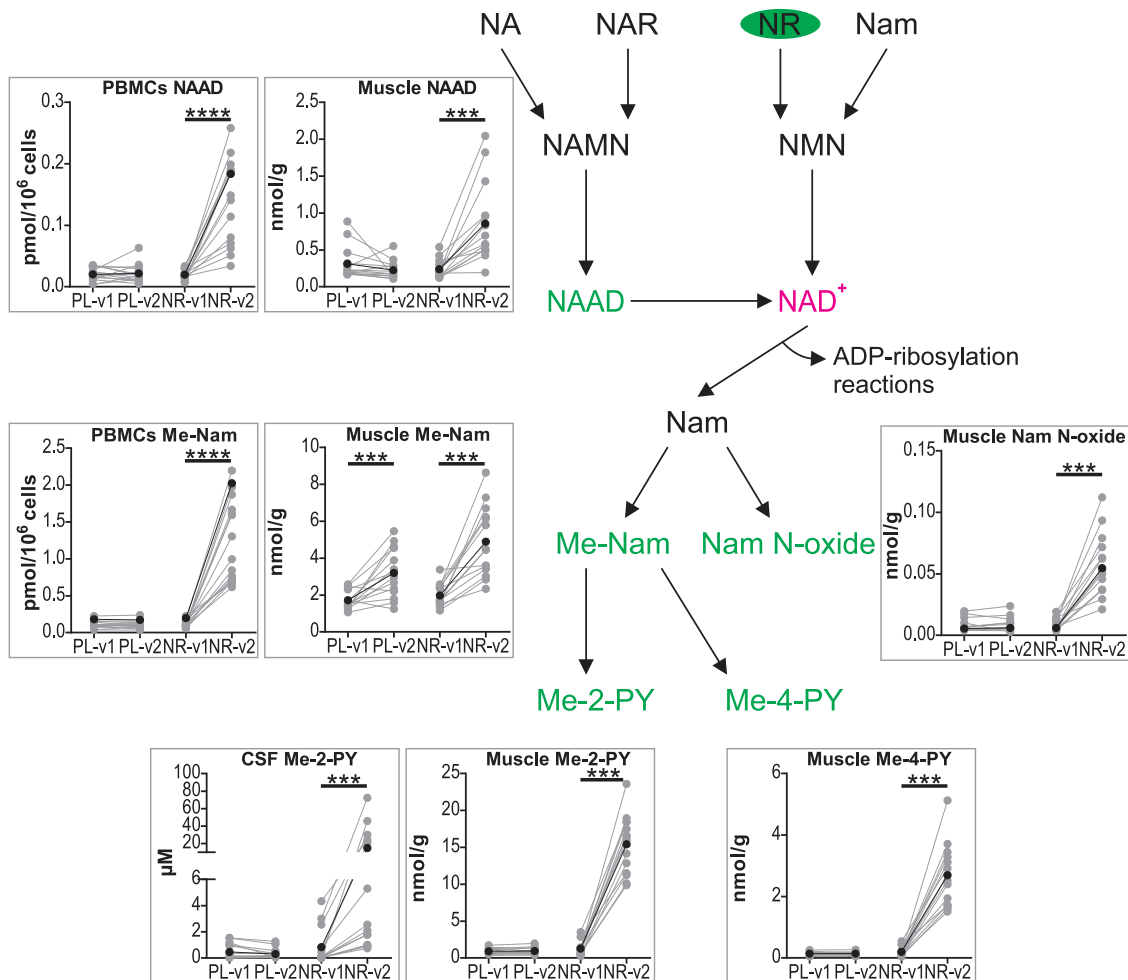 NA NAR NR Nam
PBMCs NAAD
pmol/10⁶ cells
0.3
0.2
0.1
0.0
****
PL-v1 PL-v2 NR-v1 NR-v2
Muscle NAAD
nmol/g
2.5
2.0
1.5
1.0
0.5
0.0
***
PL-v1 PL-v2 NR-v1 NR-v2
NAMN NMN
NAAD NAD⁺
ADP-ribosylation
reactions
Nam
PBMCs Me-Nam
pmol/10⁶ cells
2.5
2.0
1.5
1.0
0.5
0.0
****
PL-v1 PL-v2 NR-v1 NR-v2
Muscle Me-Nam
nmol/g
10
8
6
4
2
0
*** ***
PL-v1 PL-v2 NR-v1 NR-v2
Me-Nam Nam N-oxide
Muscle Nam N-oxide
nmol/g
0.15
0.10
0.05
0.00
***
PL-v1 PL-v2 NR-v1 NR-v2
Me-2-PY Me-4-PY
CSF Me-2-PY
µM
100
80
60
40
20
6
4
2
0
***
PL-v1 PL-v2 NR-v1 NR-v2
Muscle Me-2-PY
nmol/g
25
20
15
10
5
0
***
PL-v1 PL-v2 NR-v1 NR-v2
Muscle Me-4-PY
nmol/g
6
4
2
0
***
PL-v1 PL-v2 NR-v1 NR-v2